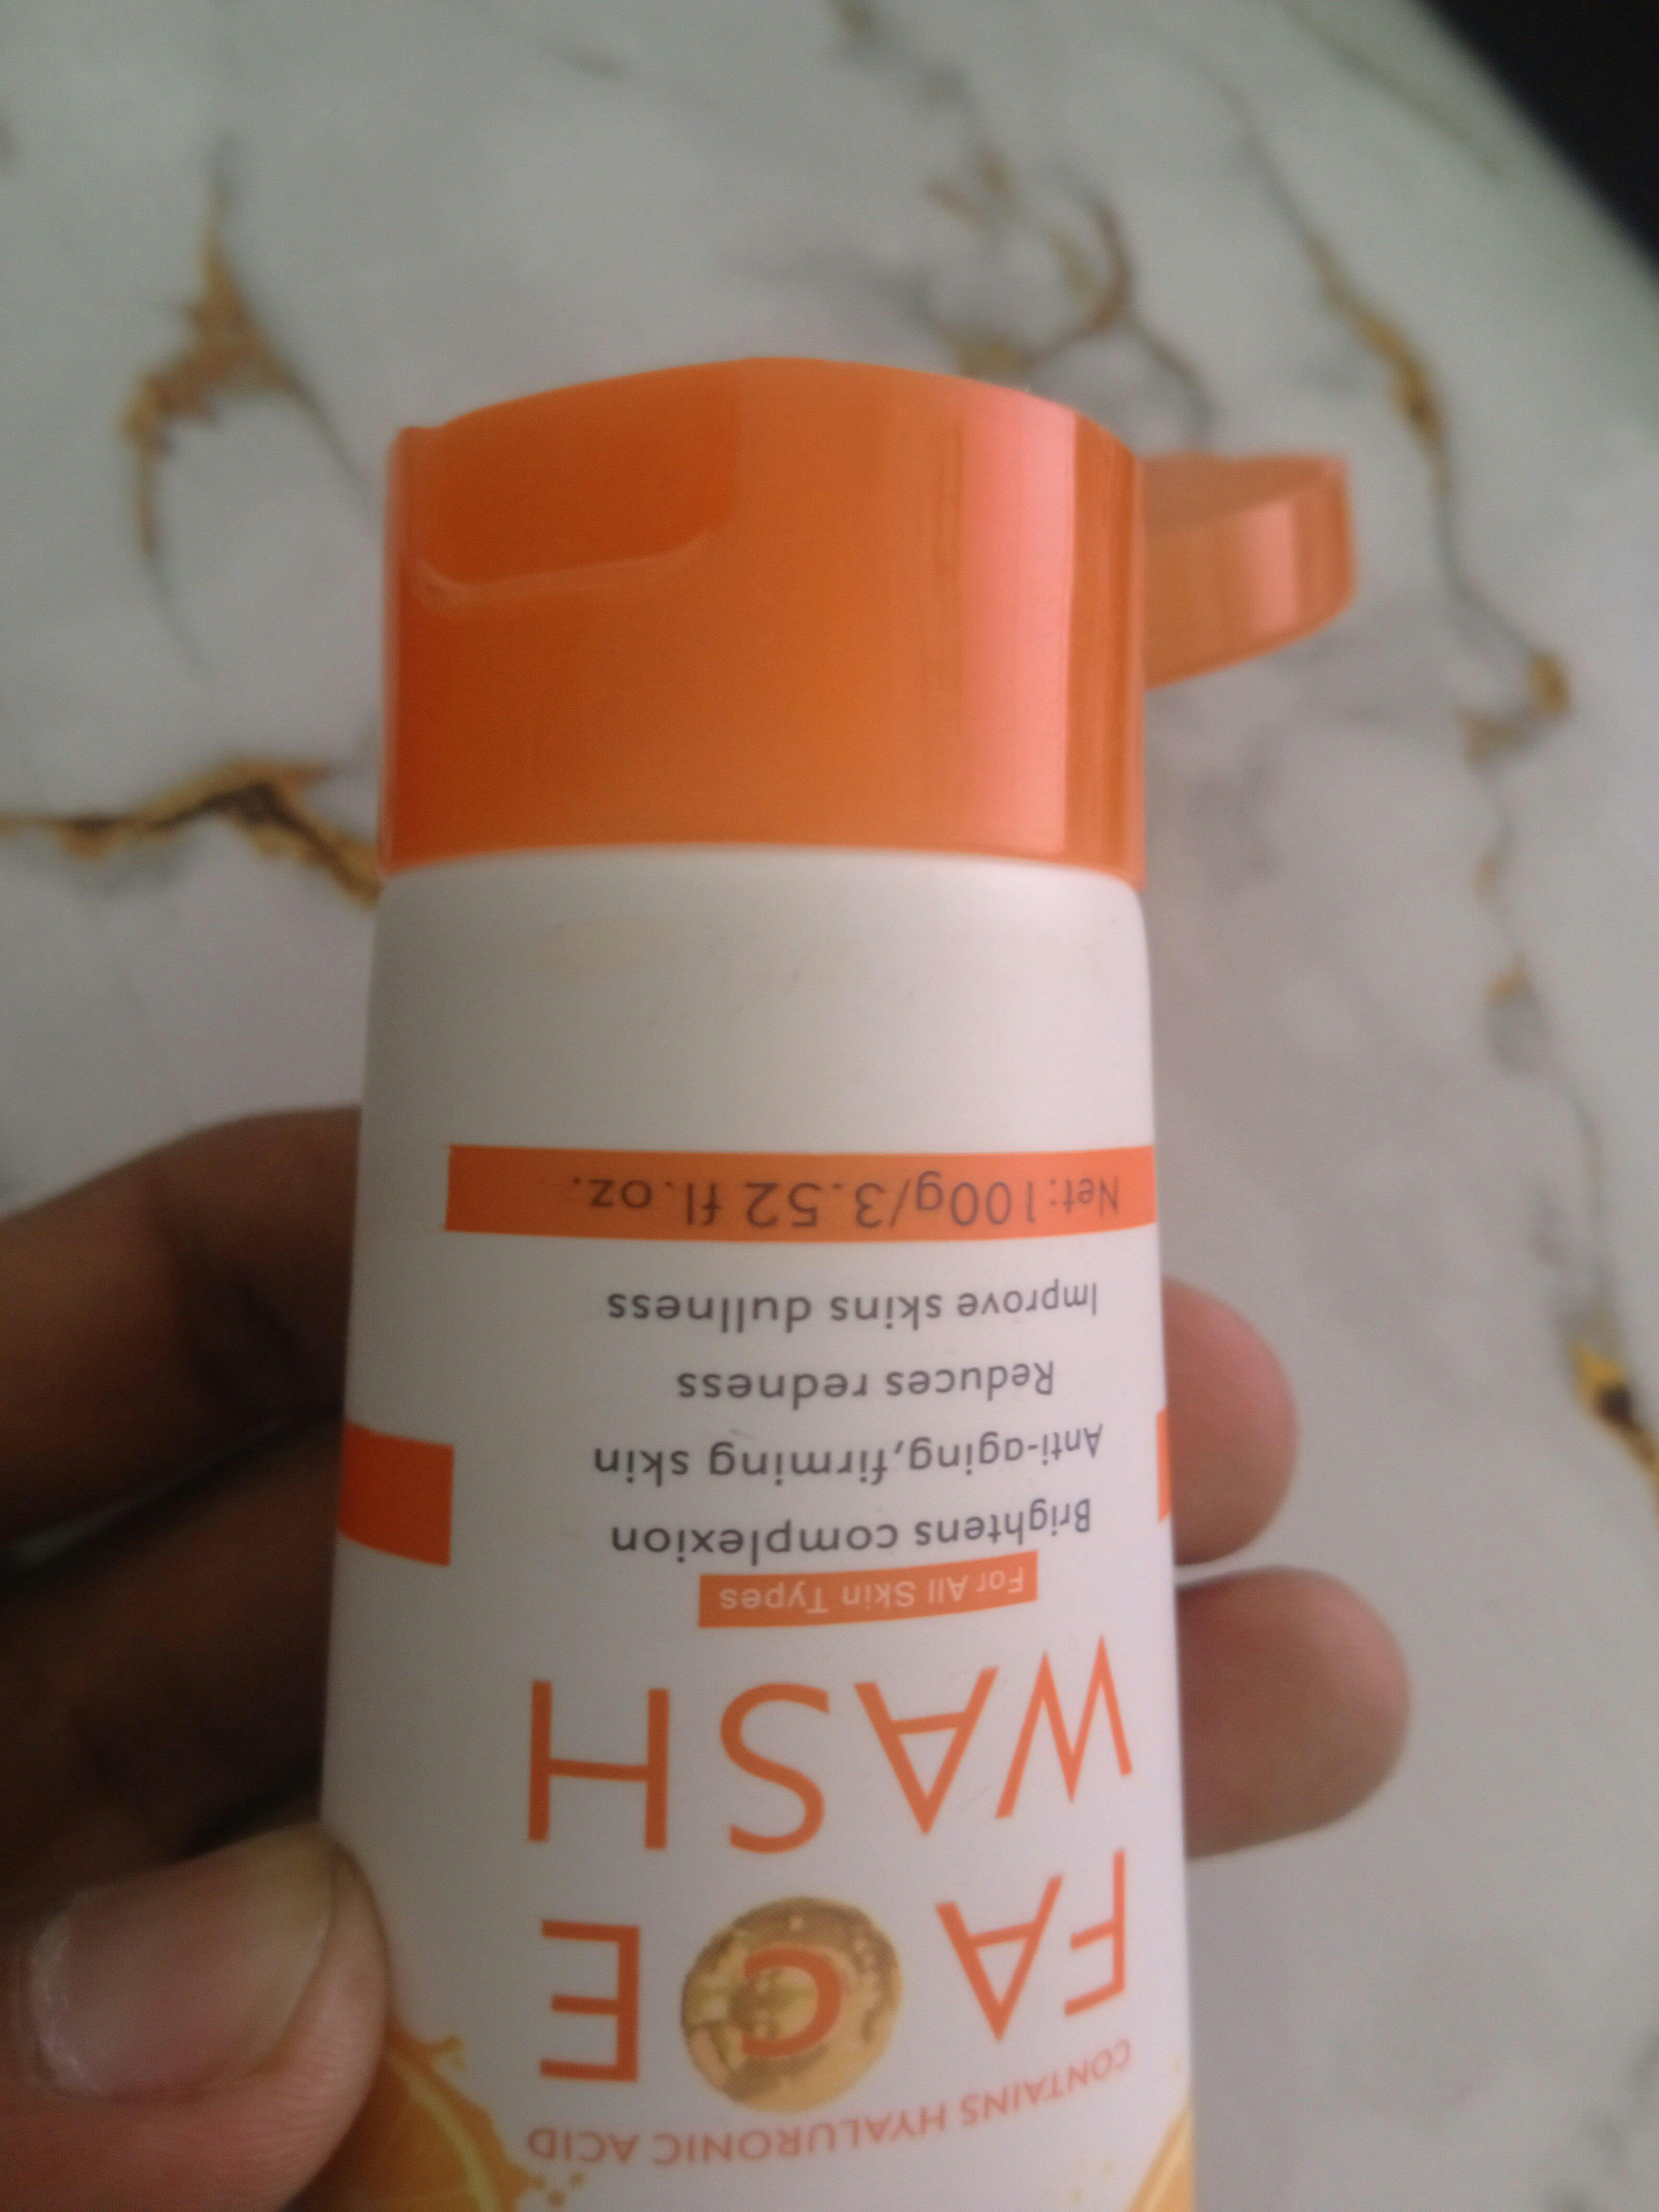 CONTAINS HYALURONIC ACID
FACE
WASH
For All Skin Types
Brightens complexion
Anti-aging,firming skin
Reduces redness
Improve skins dullness
Net:100g/3.52 fl.oz.